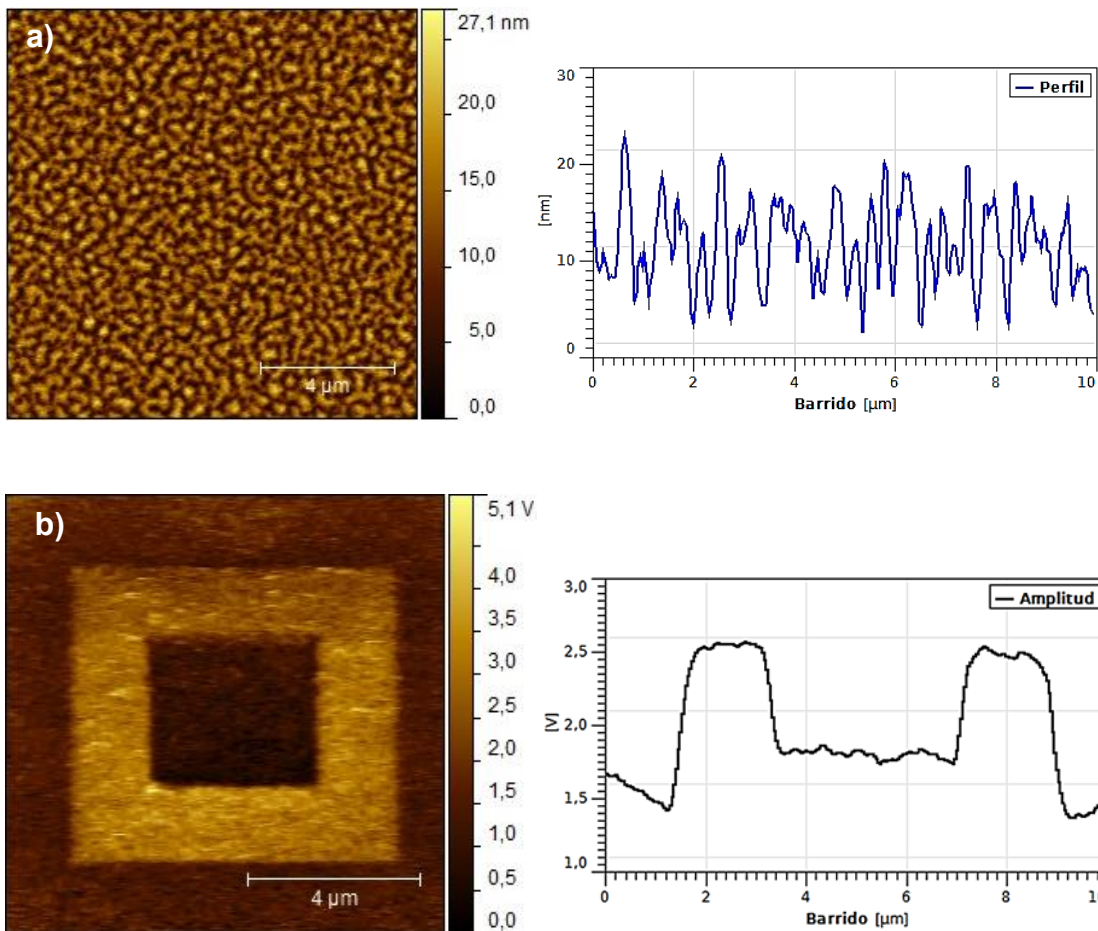 a)
27,1 nm
20,0
15,0
10,0
5,0
0,0
4 µm
30
20
10
0
[nm]
Perfil
0 2 4 6 8 10
Barrido [µm]
b)
5,1 V
4,0
3,5
3,0
2,5
2,0
1,5
1,0
0,5
0,0
4 µm
3,0
2,5
2,0
1,5
1,0
[V]
Amplitud
0 2 4 6 8 10
Barrido [µm]